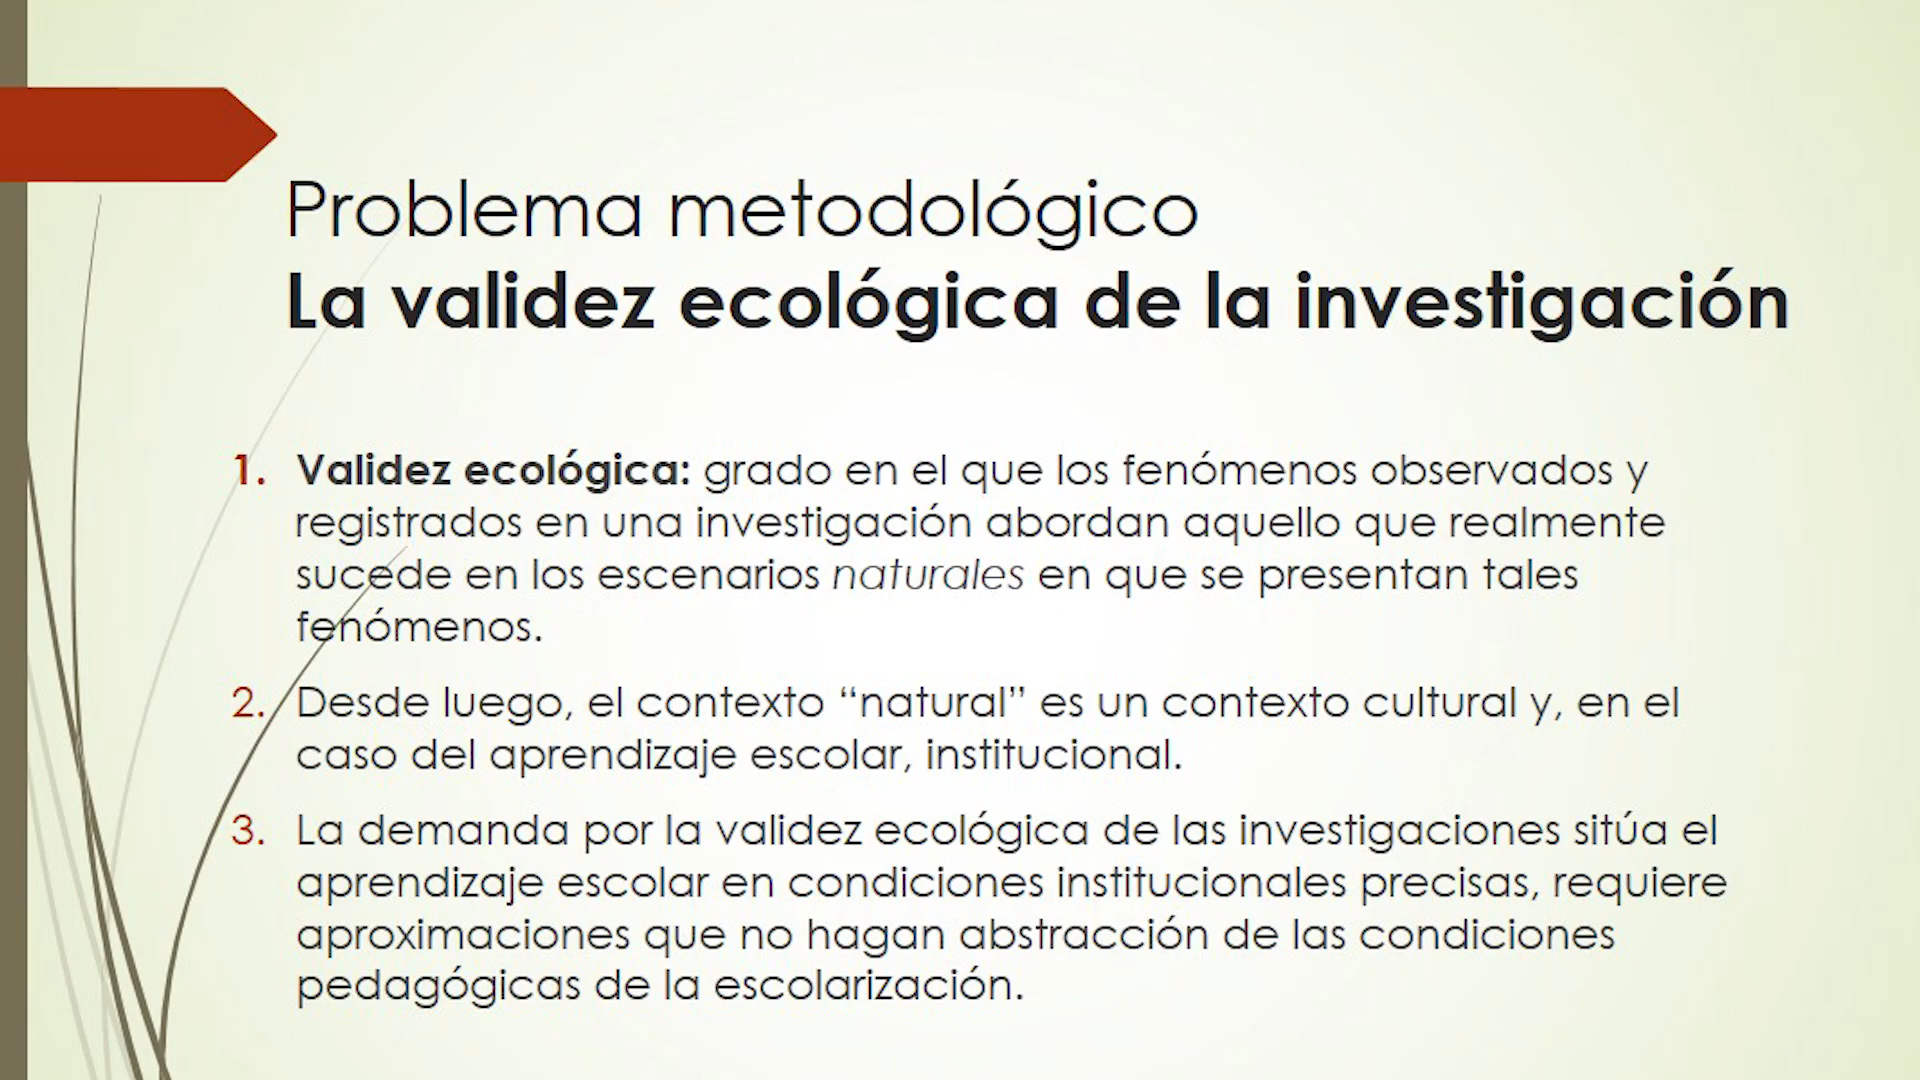 Problema metodológico
La validez ecológica de la investigación
1. Validez ecológica: grado en el que los fenómenos observados y
registrados en una investigación abordan aquello que realmente
sucede en los escenarios naturales en que se presentan tales
fenómenos.
2. Desde luego, el contexto “natural” es un contexto cultural y, en el
caso del aprendizaje escolar, institucional.
3. La demanda por la validez ecológica de las investigaciones sitúa el
aprendizaje escolar en condiciones institucionales precisas, requiere
aproximaciones que no hagan abstracción de las condiciones
pedagógicas de la escolarización.